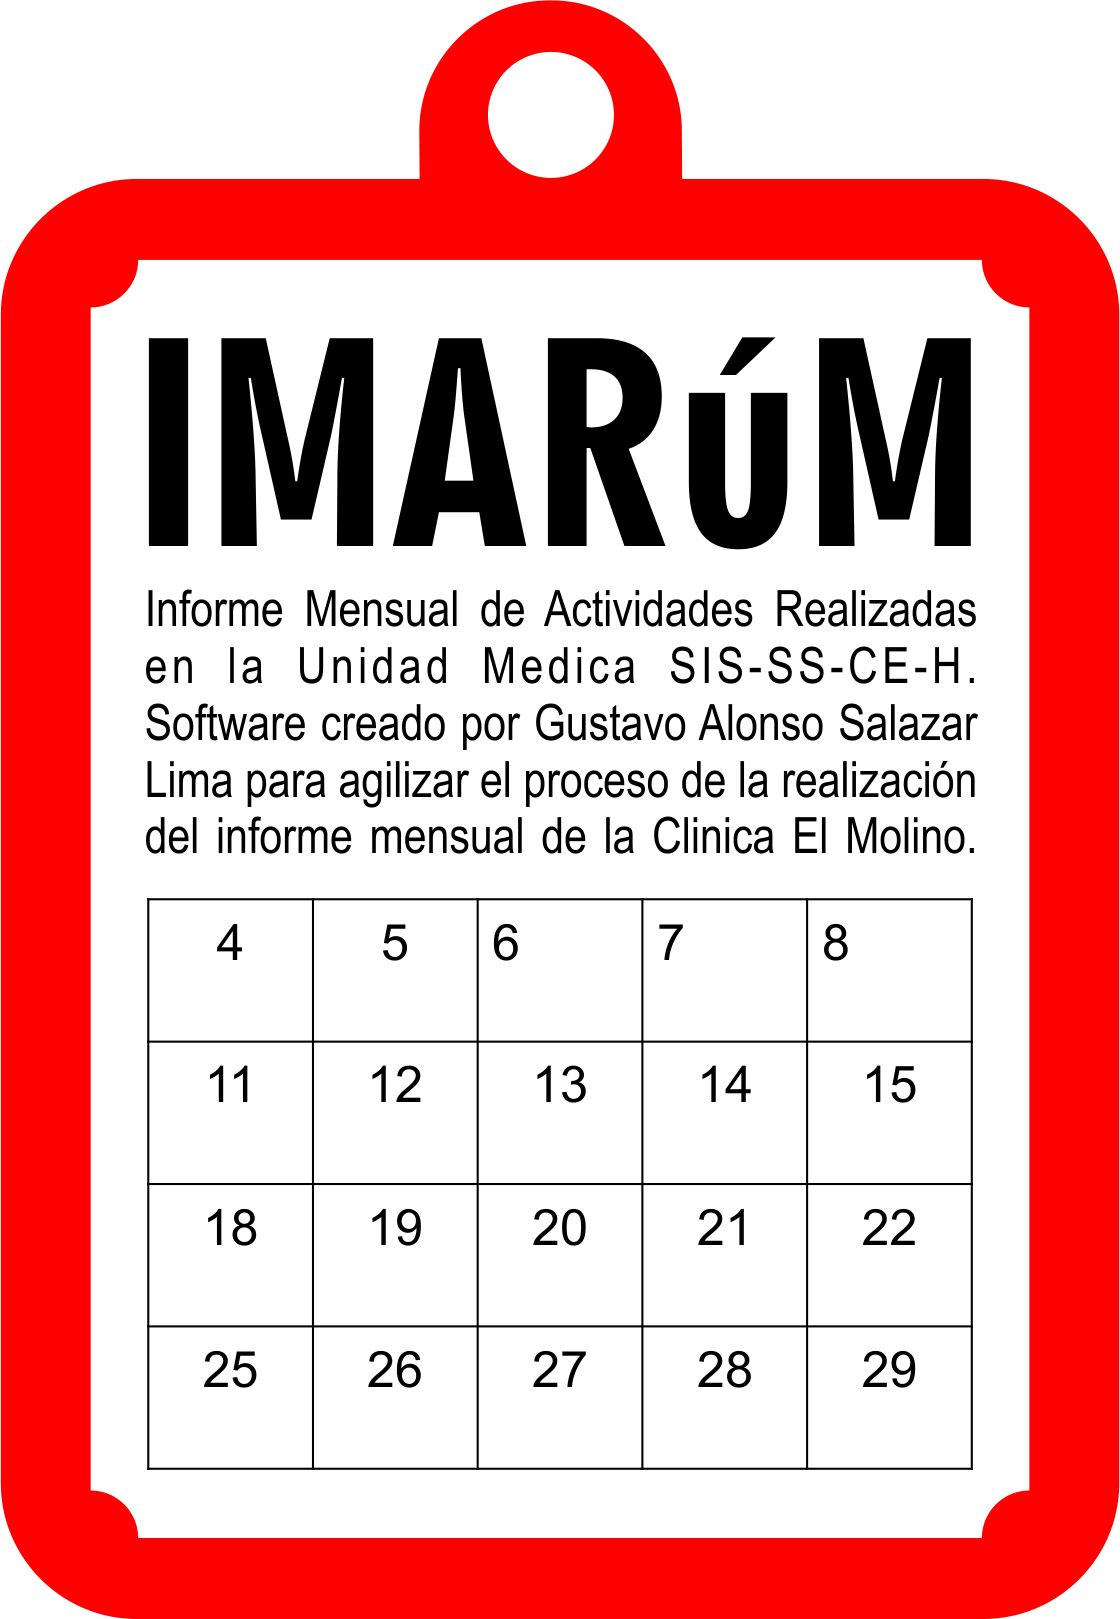 IMARúM
Informe Mensual de Actividades Realizadas
en la Unidad Medica SIS-SS-CE-H.
Software creado por Gustavo Alonso Salazar
Lima para agilizar el proceso de la realización
del informe mensual de la Clinica El Molino.
4 5 6 7 8
11 12 13 14 15
18 19 20 21 22
25 26 27 28 29